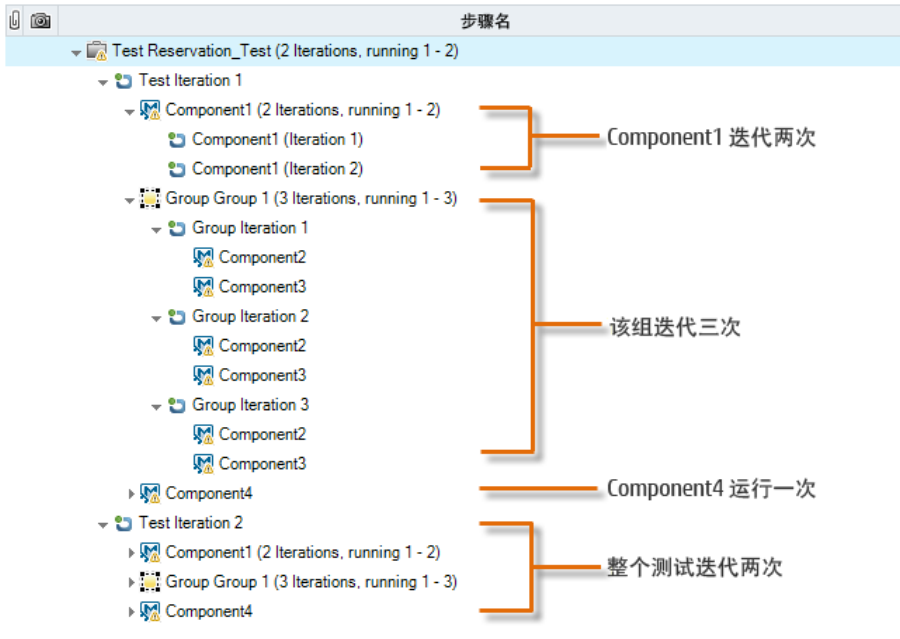 步骤名
Test Reservation_Test (2 Iterations, running 1 - 2)
Test Iteration 1
Component1 (2 Iterations, running 1 - 2)
Component1 迭代两次
Component1 (Iteration 1)
Component1 (Iteration 2)
Group Group 1 (3 Iterations, running 1 - 3)
Group Iteration 1
Component2
Component3
Group Iteration 2
该组迭代三次
Component2
Component3
Group Iteration 3
Component2
Component3
Component4
Component4 运行一次
Test Iteration 2
Component1 (2 Iterations, running 1 - 2)
整个测试迭代两次
Group Group 1 (3 Iterations, running 1 - 3)
Component4